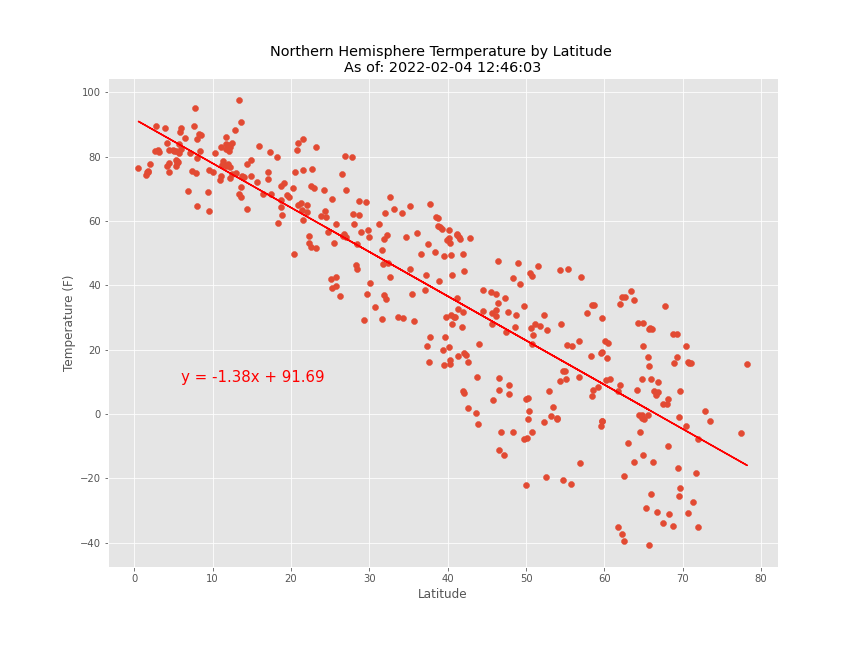 Northern Hemisphere Termperature by Latitude
As of: 2022-02-04 12:46:03
100
80
60
40
20
0
−20
−40
Temperature (F)
y = -1.38x + 91.69
0 10 20 30 40 50 60 70 80
Latitude